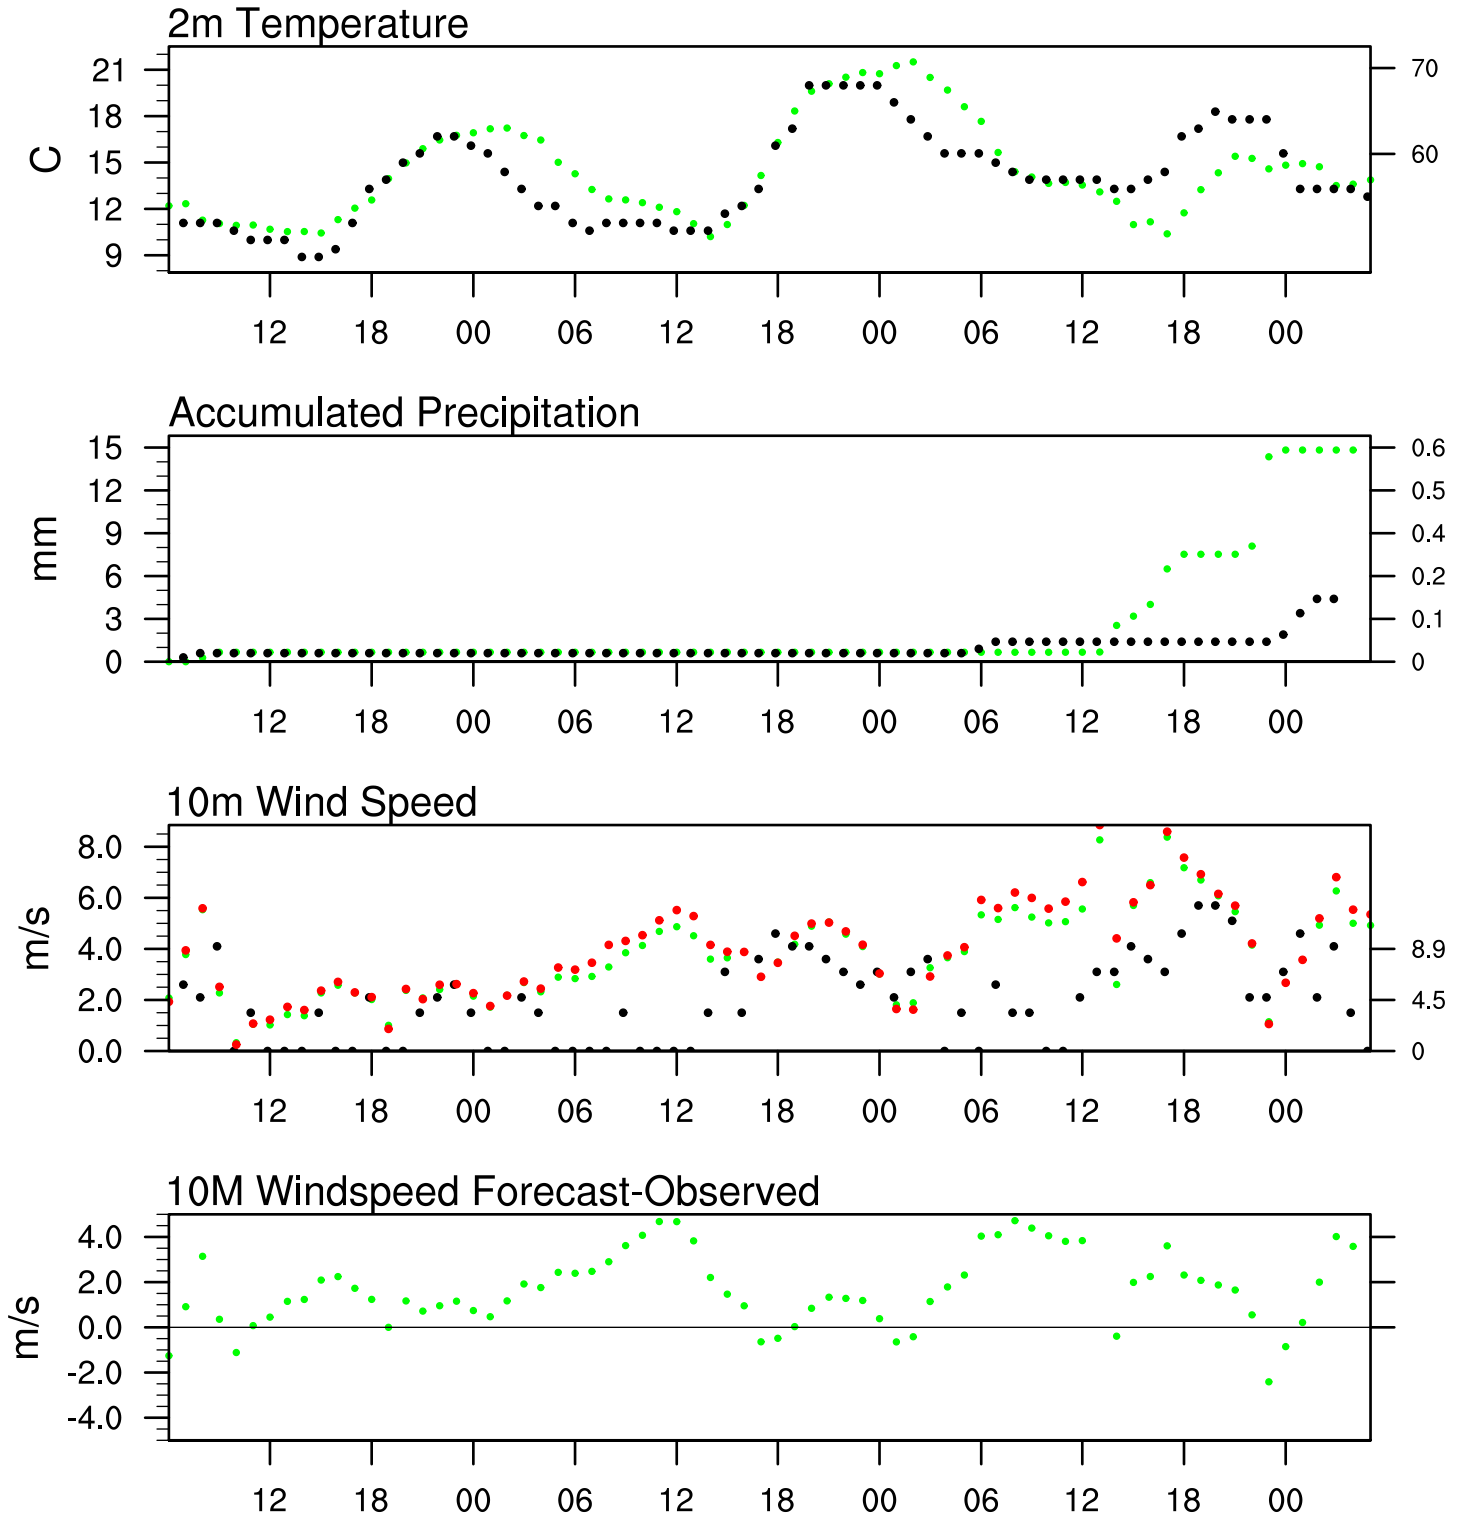 2m Temperature
21
18
15
12
9
C
70
60
12 18 00 06 12 18 00 06 12 18 00
Accumulated Precipitation
15
12
9
6
3
0
mm
0.6
0.5
0.4
0.2
0.1
0
12 18 00 06 12 18 00 06 12 18 00
10m Wind Speed
8.0
6.0
4.0
2.0
0.0
m/s
8.9
4.5
0
12 18 00 06 12 18 00 06 12 18 00
10M Windspeed Forecast-Observed
4.0
2.0
0.0
-2.0
-4.0
m/s
12 18 00 06 12 18 00 06 12 18 00